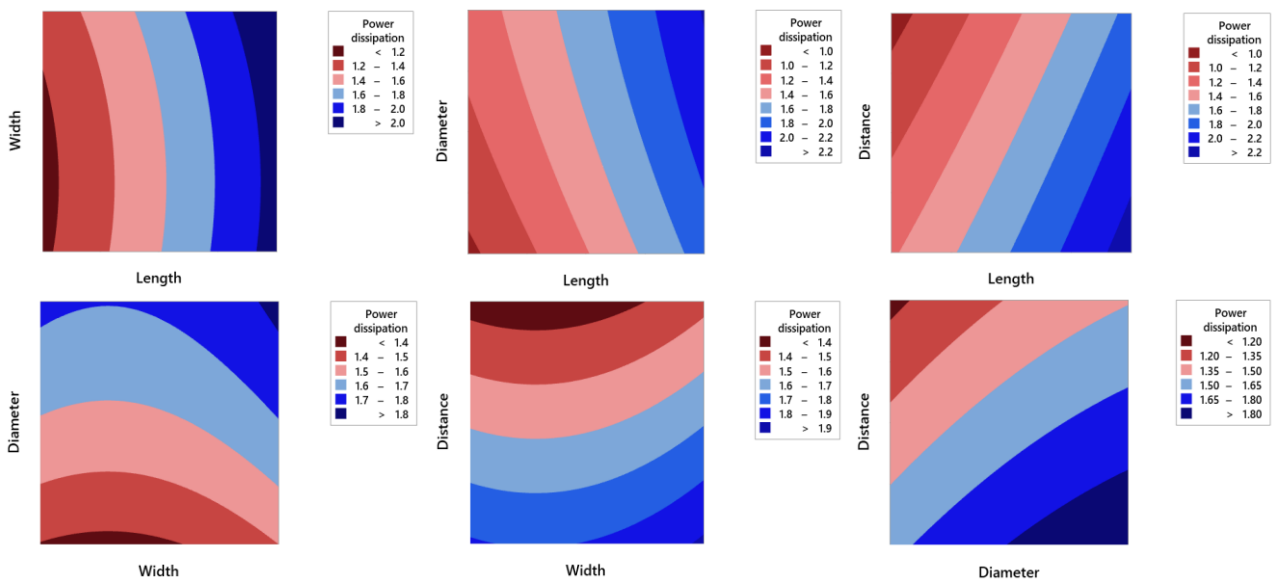 Power
dissipation
< 1.2
1.2 – 1.4
1.4 – 1.6
1.6 – 1.8
1.8 – 2.0
> 2.0
Width
Length
Power
dissipation
< 1.0
1.0 – 1.2
1.2 – 1.4
1.4 – 1.6
1.6 – 1.8
1.8 – 2.0
2.0 – 2.2
> 2.2
Diameter
Length
Power
dissipation
< 1.0
1.0 – 1.2
1.2 – 1.4
1.4 – 1.6
1.6 – 1.8
1.8 – 2.0
2.0 – 2.2
> 2.2
Distance
Length
Power
dissipation
< 1.4
1.4 – 1.5
1.5 – 1.6
1.6 – 1.7
1.7 – 1.8
> 1.8
Diameter
Width
Power
dissipation
< 1.4
1.4 – 1.5
1.5 – 1.6
1.6 – 1.7
1.7 – 1.8
1.8 – 1.9
> 1.9
Distance
Width
Power
dissipation
< 1.20
1.20 – 1.35
1.35 – 1.50
1.50 – 1.65
1.65 – 1.80
> 1.80
Distance
Diameter